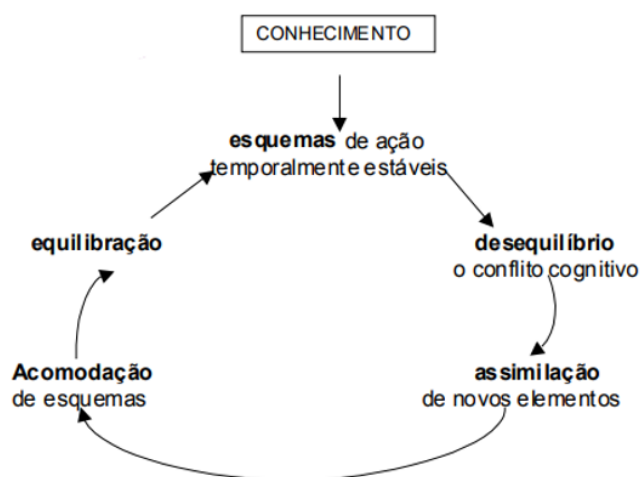 CONHECIMENTO
esquemas de ação
temporalmente estáveis
equilibração
desequilíbrio
o conflito cognitivo
Acomodação
de esquemas
assimilação
de novos elementos